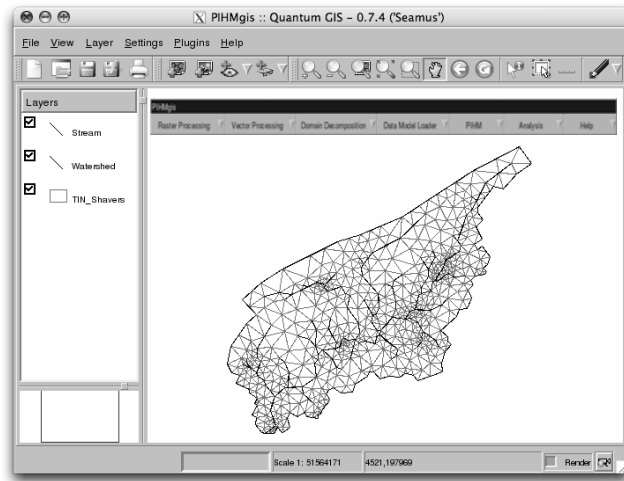 PIHMgis :: Quantum GIS - 0.7.4 ('Seamus')
File View Layer Settings Plugins Help
Layers
Stream
Watershed
TIN_Shavers
PIHMgis
Raster Processing Vector Processing Domain Decomposition Data Model Loader PIHM Analysis Help
Scale 1: 51564171 4521,197969 Render